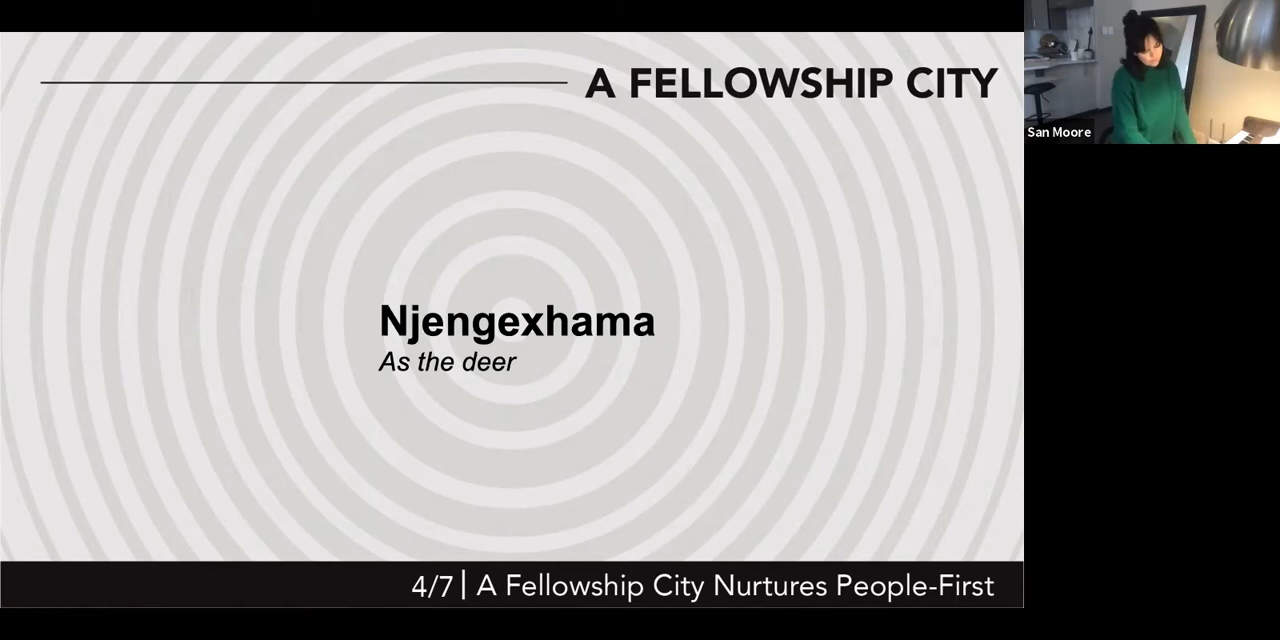 A FELLOWSHIP CITY
San Moore
Njengexhama
As the deer
4/7 | A Fellowship City Nurtures People-First